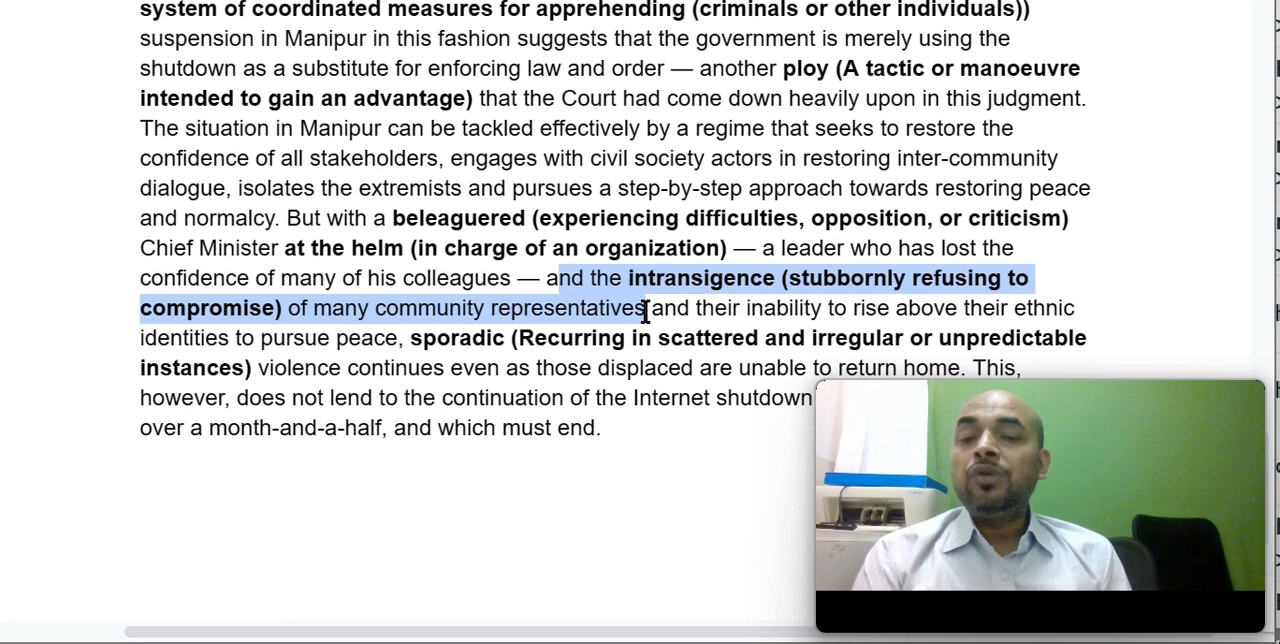 system of coordinated measures for apprehending (criminals or other individuals))
suspension in Manipur in this fashion suggests that the government is merely using the
shutdown as a substitute for enforcing law and order — another ploy (A tactic or manoeuvre
intended to gain an advantage) that the Court had come down heavily upon in this judgment.
The situation in Manipur can be tackled effectively by a regime that seeks to restore the
confidence of all stakeholders, engages with civil society actors in restoring inter-community
dialogue, isolates the extremists and pursues a step-by-step approach towards restoring peace
and normalcy. But with a beleaguered (experiencing difficulties, opposition, or criticism)
Chief Minister at the helm (in charge of an organization) — a leader who has lost the
confidence of many of his colleagues — and the intransigence (stubbornly refusing to
compromise) of many community representatives and their inability to rise above their ethnic
identities to pursue peace, sporadic (Recurring in scattered and irregular or unpredictable
instances) violence continues even as those displaced are unable to return home. This,
however, does not lend to the continuation of the Internet shutdown
over a month-and-a-half, and which must end.